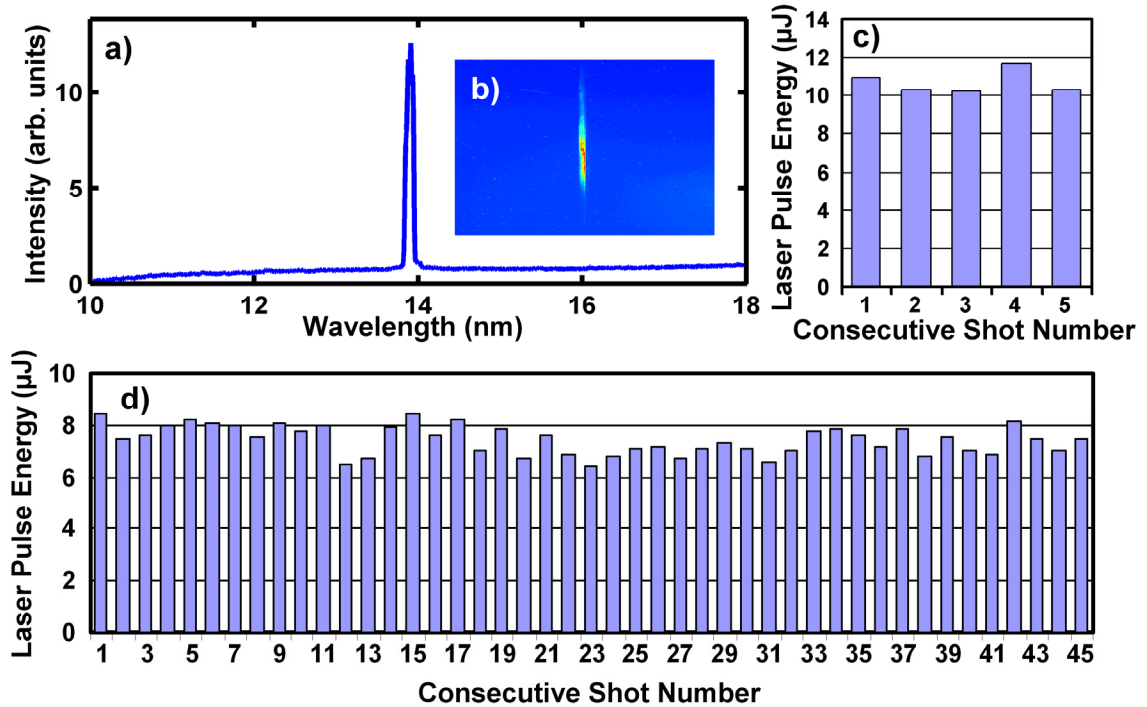 a)
Intensity (arb. units)
10
5
0
10 12 14 16 18
Wavelength (nm)
b)
c)
Laser Pulse Energy (µJ)
14
12
10
8
6
4
2
0
1 2 3 4 5
Consecutive Shot Number
d)
Laser Pulse Energy (µJ)
10
8
6
4
2
0
1 3 5 7 9 11 13 15 17 19 21 23 25 27 29 31 33 35 37 39 41 43 45
Consecutive Shot Number